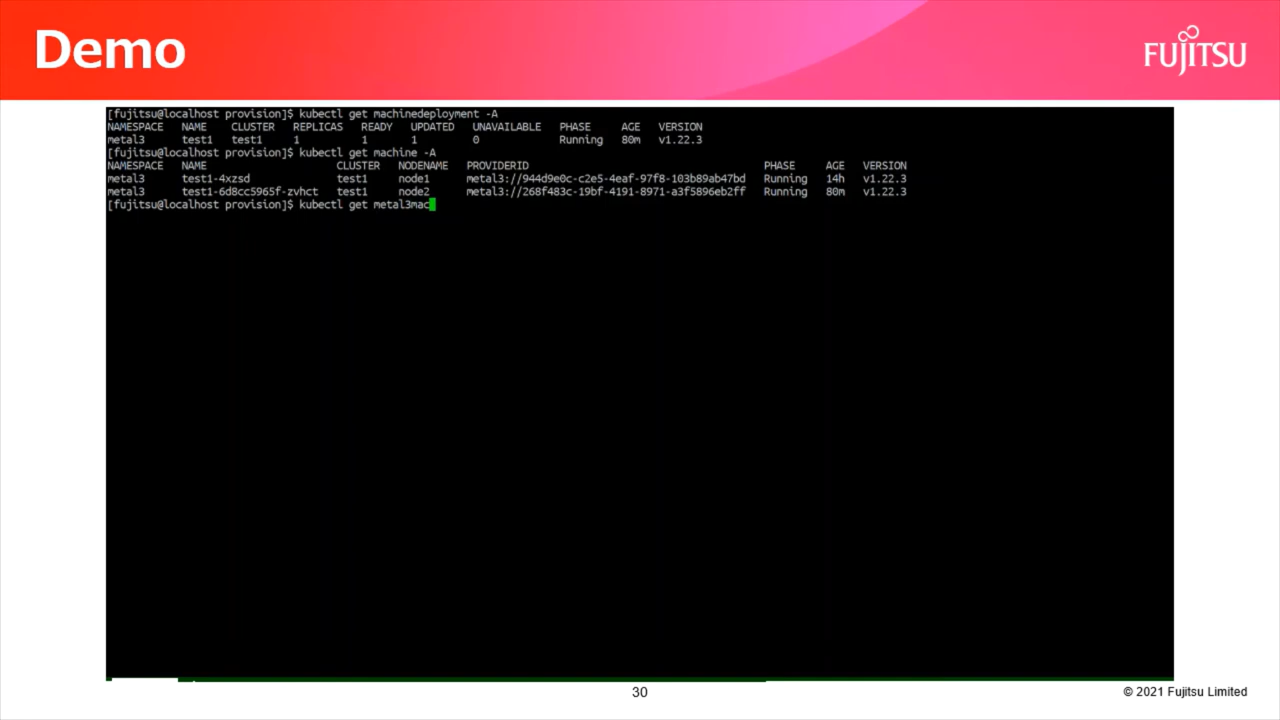 Demo
FUJITSU
[fujitsu@localhost provision]$ kubectl get machinedeployment -A
NAMESPACE NAME CLUSTER REPLICAS READY UPDATED UNAVAILABLE PHASE AGE VERSION
metal3 test1 test1 1 1 1 0 Running 80m v1.22.3
[fujitsu@localhost provision]$ kubectl get machine -A
NAMESPACE NAME CLUSTER NODENAME PROVIDERID PHASE AGE VERSION
metal3 test1-4xzsd test1 node1 metal3://944d9e0c-c2e5-4eaf-97f8-103b89ab47bd Running 14h v1.22.3
metal3 test1-6d8cc5965f-zvhct test1 node2 metal3://268f483c-19bf-4191-8971-a3f5896eb2ff Running 80m v1.22.3
[fujitsu@localhost provision]$ kubectl get metal3mac
30
© 2021 Fujitsu Limited